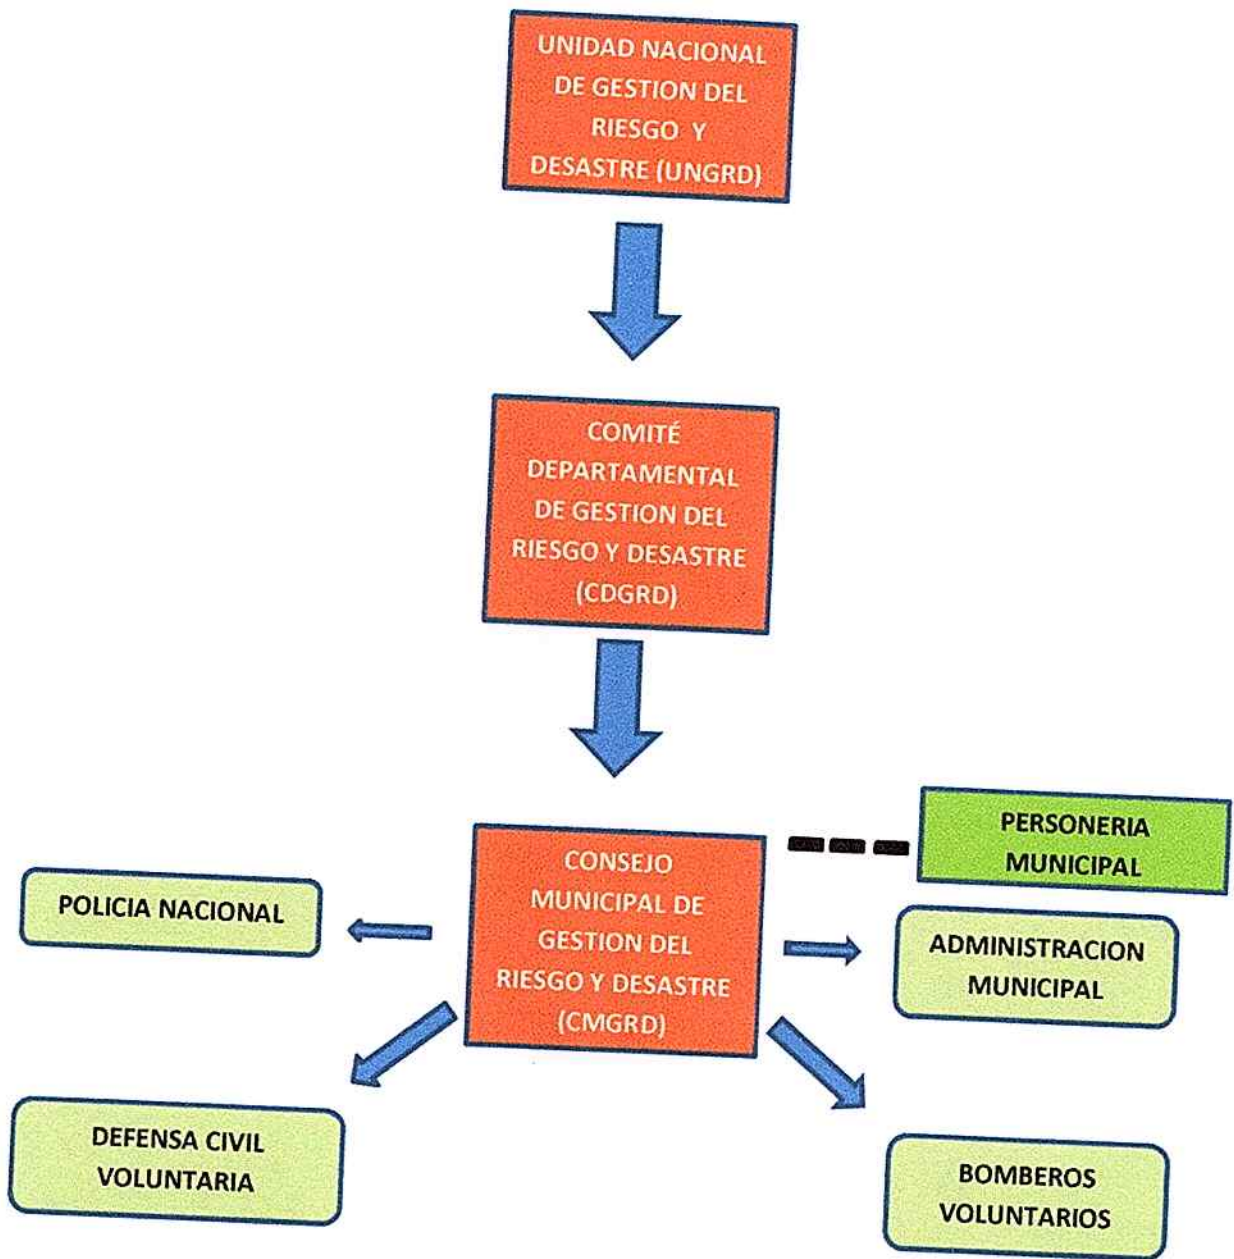 UNIDAD NACIONAL
DE GESTION DEL
RIESGO Y
DESASTRE (UNGRD)
COMITÉ
DEPARTAMENTAL
DE GESTION DEL
RIESGO Y DESASTRE
(CDGRD)
CONSEJO
MUNICIPAL DE
GESTION DEL
RIESGO Y DESASTRE
(CMGRD)
PERSONERIA
MUNICIPAL
POLICIA NACIONAL
ADMINISTRACION
MUNICIPAL
DEFENSA CIVIL
VOLUNTARIA
BOMBEROS
VOLUNTARIOS